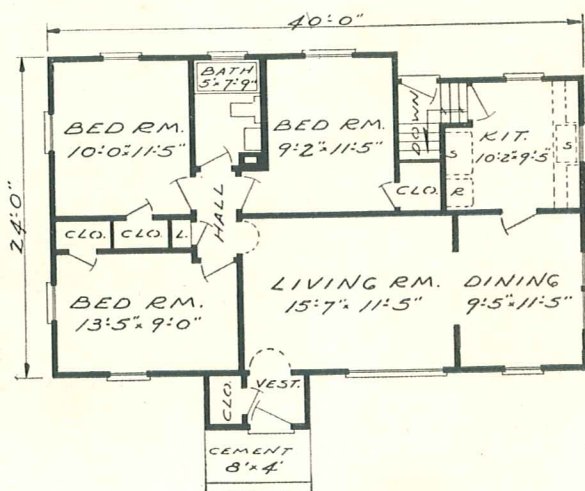 40'-0"
24'-0"
BATH
5'x7'-9"
BED RM.
10'-0"x11'-5"
BED RM.
9'-2"x11'-5"
DOWN
KIT.
10'-2"x9'-5"
S
S
R
CLO.
HALL
CLO.
CLO.
L.
BED RM.
13'-5"x9'-0"
LIVING RM.
15'-7"x11'-5"
DINING
9'-5"x11'-5"
CLO.
VEST.
CEMENT
8'x4'